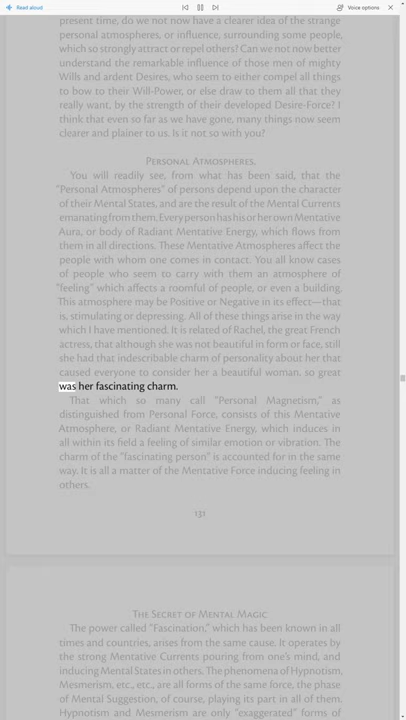 Read aloud
Voice options
present time, do we not now have a clearer idea of the strange
personal atmospheres, or influence, surrounding some people,
which so strongly attract or repel others? Can we not now better
understand the remarkable influence of those men of mighty
Wills and ardent Desires, who seem to either compel all things
to bow to their Will-Power, or else draw to them all that they
really want, by the strength of their developed Desire-Force? I
think that even so far as we have gone, many things now seem
clearer and plainer to us. Is it not so with you?
Personal Atmospheres.
You will readily see, from what has been said, that the
“Personal Atmospheres” of persons depend upon the character
of their Mental States, and are the result of the Mental Currents
emanating from them. Every person has his or her own Mentative
Aura, or body of Radiant Mentative Energy, which flows from
them in all directions. These Mentative Atmospheres affect the
people with whom one comes in contact. You all know cases
of people who seem to carry with them an atmosphere of
“feeling” which affects a roomful of people, or even a building.
This atmosphere may be Positive or Negative in its effect—that
is, stimulating or depressing. All of these things arise in the way
which I have mentioned. It is related of Rachel, the great French
actress, that although she was not beautiful in form or face, still
she had that indescribable charm of personality about her that
caused everyone to consider her a beautiful woman, so great
was her fascinating charm.
That which so many call “Personal Magnetism,” as
distinguished from Personal Force, consists of this Mentative
Atmosphere, or Radiant Mentative Energy, which induces in
all within its field a feeling of similar emotion or vibration. The
charm of the “fascinating person” is accounted for in the same
way. It is all a matter of the Mentative Force inducing feeling in
others.
131
The Secret of Mental Magic
The power called “Fascination,” which has been known in all
times and countries, arises from the same cause. It operates by
the strong Mentative Currents pouring from one’s mind, and
inducing Mental States in others. The phenomena of Hypnotism,
Mesmerism, etc., etc., are all forms of the same force, the phase
of Mental Suggestion, of course, playing its part in all of them.
Hypnotism and Mesmerism are only “exaggerated” forms of